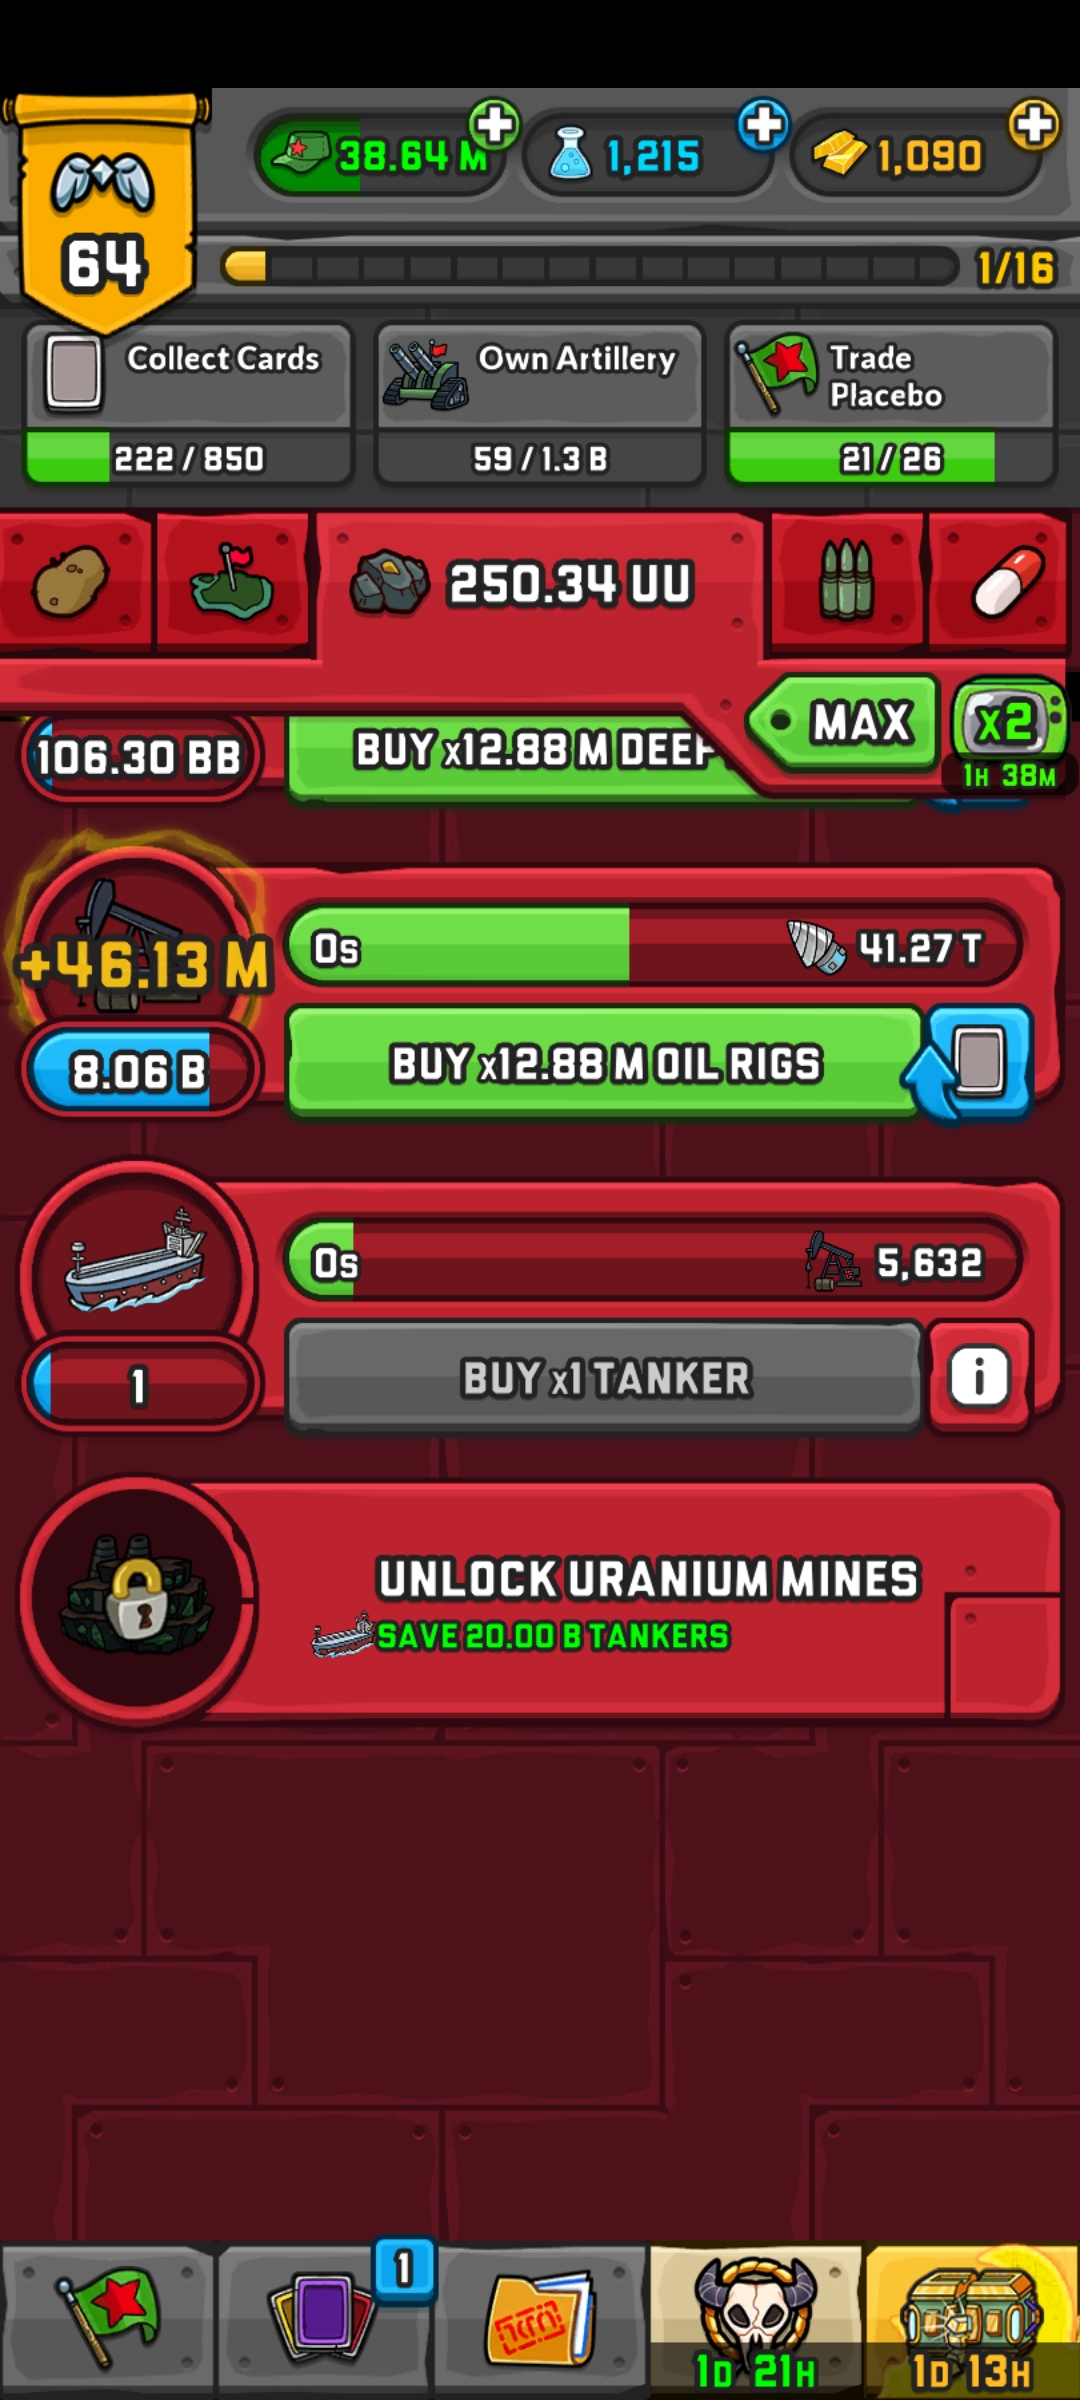 64
38.64 M
1,215
1,090
1/16
Collect Cards
222 / 850
Own Artillery
59 / 1.3 B
Trade
Placebo
21 / 26
250.34 UU
106.30 BB
BUY x12.88 M DEEP
MAX
x2
1H 38M
+46.13 M
0s
41.27 T
8.06 B
BUY x12.88 M OIL RIGS
0s
5,632
1
BUY x1 TANKER
i
UNLOCK URANIUM MINES
SAVE 20.00 B TANKERS
1
1D 21H
1D 13H